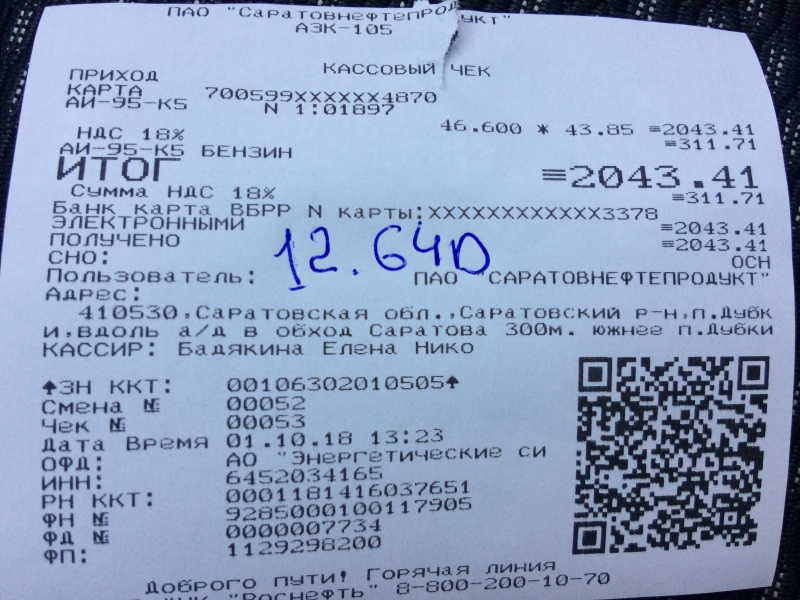 ПАО "Саратовнефтепродукт"
АЗК-105
КАССОВЫЙ ЧЕК
ПРИХОД
КАРТА 700599XXXXXX4870
АИ-95-К5 N 1:01897
46.600 * 43.85 =2043.41
НДС 18% =311.71
АИ-95-К5 БЕНЗИН
ИТОГ =2043.41
Сумма НДС 18% =311.71
Банк карта ВБРР N карты:XXXXXXXXXXXX3378
ЭЛЕКТРОННЫМИ =2043.41
ПОЛУЧЕНО =2043.41
СНО: ОСН
12.64D
Пользователь: ПАО "САРАТОВНЕФТЕПРОДУКТ"
Адрес:
410530,Саратовская обл.,Саратовский р-н,п.Дубк
и,вдоль а/д в обход Саратова 300м. южнее п.Дубки
КАССИР: Бадякина Елена Нико
ЗН ККТ: 00106302010505
Смена № 00052
Чек № 00053
Дата Время 01.10.18 13:23
ОФД: АО "Энергетические си
ИНН: 6452034165
РН ККТ: 0001181416037651
ФН № 9285000100117905
ФД № 0000007734
ФП: 1129298200
Доброго пути! Горячая линия
"НК "Роснефть" 8-800-200-10-70